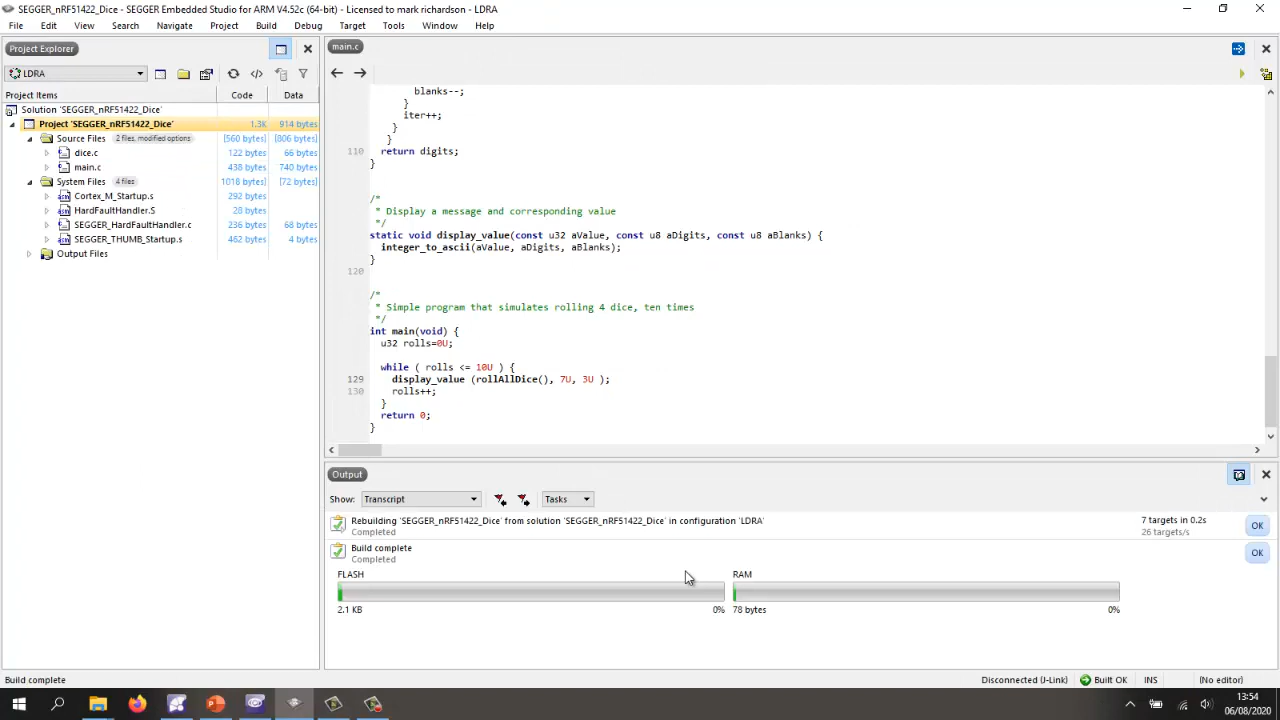 SEGGER_nRF51422_Dice - SEGGER Embedded Studio for ARM V4.52c (64-bit) - Licensed to mark richardson - LDRA
File Edit View Search Navigate Project Build Debug Target Tools Window Help
Project Explorer
LDRA
Project Items Code Data
Solution 'SEGGER_nRF51422_Dice'
Project 'SEGGER_nRF51422_Dice' 1.3K 914 bytes
Source Files 2 files, modified options [560 bytes] [806 bytes]
dice.c 122 bytes 66 bytes
main.c 438 bytes 740 bytes
System Files 4 files [1018 bytes] [72 bytes]
asm Cortex_M_Startup.s 292 bytes
asm HardFaultHandler.S 28 bytes
asm SEGGER_HardFaultHandler.c 236 bytes 68 bytes
asm SEGGER_THUMB_Startup.s 462 bytes 4 bytes
Output Files
main.c
blanks--;
}
iter++;
}
}
110 return digits;
}
/*
* Display a message and corresponding value
*/
static void display_value(const u32 aValue, const u8 aDigits, const u8 aBlanks) {
integer_to_ascii(aValue, aDigits, aBlanks);
}
120
/*
* Simple program that simulates rolling 4 dice, ten times
*/
int main(void) {
u32 rolls=0U;
while ( rolls <= 10U ) {
129 display_value (rollAllDice(), 7U, 3U );
130 rolls++;
}
return 0;
}
Output
Show: Transcript Tasks
Rebuilding 'SEGGER_nRF51422_Dice' from solution 'SEGGER_nRF51422_Dice' in configuration 'LDRA' 7 targets in 0.2s OK
Completed 26 targets/s
Build complete OK
Completed
FLASH RAM
2.1 KB 0% 78 bytes 0%
Build complete Disconnected (J-Link) Built OK INS (No editor)
13:54
06/08/2020